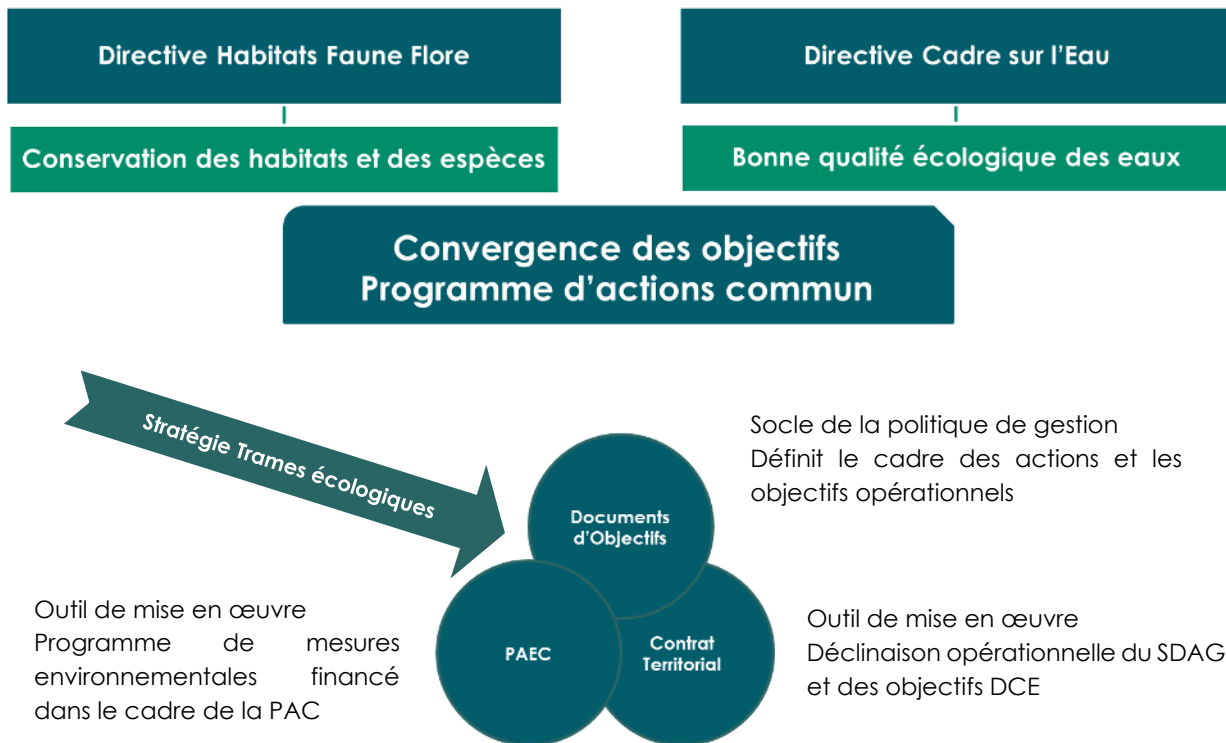 Directive Habitats Faune Flore
Directive Cadre sur l'Eau
Conservation des habitats et des espèces
Bonne qualité écologique des eaux
Convergence des objectifs
Programme d'actions commun
Stratégie Trames écologiques
Socle de la politique de gestion
Définit le cadre des actions et les
objectifs opérationnels
Documents
d'Objectifs
Outil de mise en œuvre
Programme de mesures
environnementales financé
dans le cadre de la PAC
PAEC
Contrat
Territorial
Outil de mise en œuvre
Déclinaison opérationnelle du SDAG
et des objectifs DCE